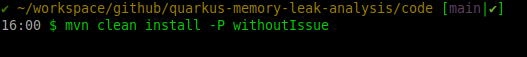 ✔ ~/workspace/github/quarkus-memory-leak-analysis/code [main|✔]
16:00 $ mvn clean install -P withoutIssue